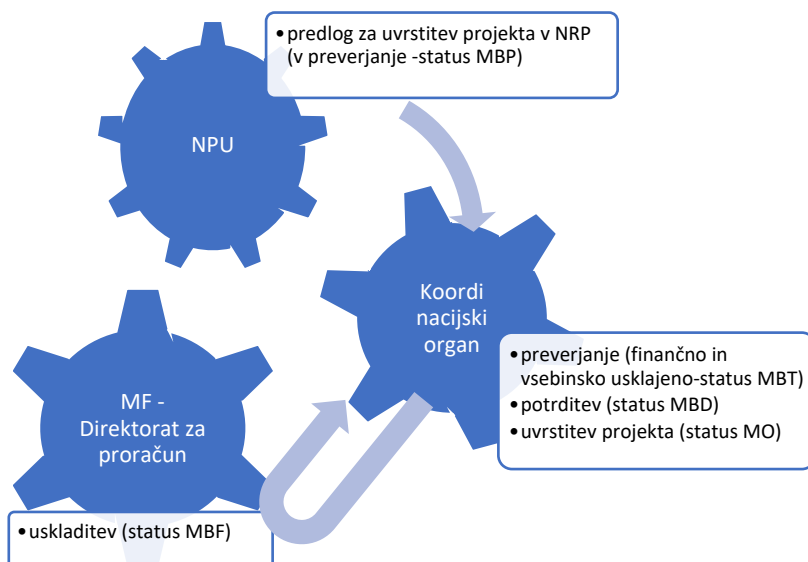 • predlog za uvrstitev projekta v NRP
(v preverjanje -status MBP)
NPU
Koordi
nacijski
organ
• preverjanje (finančno in
vsebinsko usklajeno-status MBT)
• potrditev (status MBD)
• uvrstitev projekta (status MO)
MF -
Direktorat za
proračun
• uskladitev (status MBF)